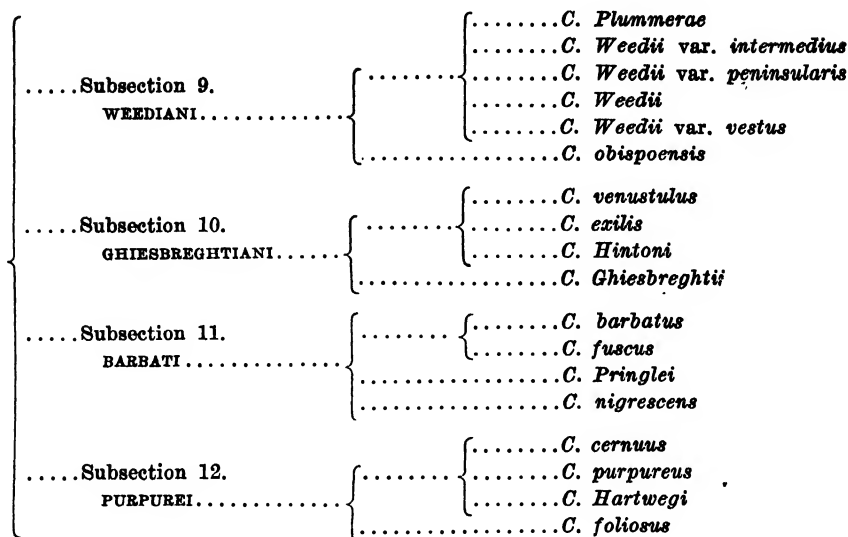 ........C. Plummerae
........C. Weedii var. intermedius
.....Subsection 9. ........ ........C. Weedii var. peninsularis
WEEDIANI............ ........C. Weedii
........C. Weedii var. vestus
..................C. obispoensis
........C. venustulus
.....Subsection 10. ........ ........C. exilis
GHIESBREGHTIANI...... ........C. Hintoni
..................C. Ghiesbreghtii
........C. barbatus
.....Subsection 11. ........ ........C. fuscus
BARBATI.............. ..................C. Pringlei
..................C. nigrescens
........C. cernuus
.....Subsection 12. ........ ........C. purpureus
PURPUREI............ ........C. Hartwegi
..................C. foliosus